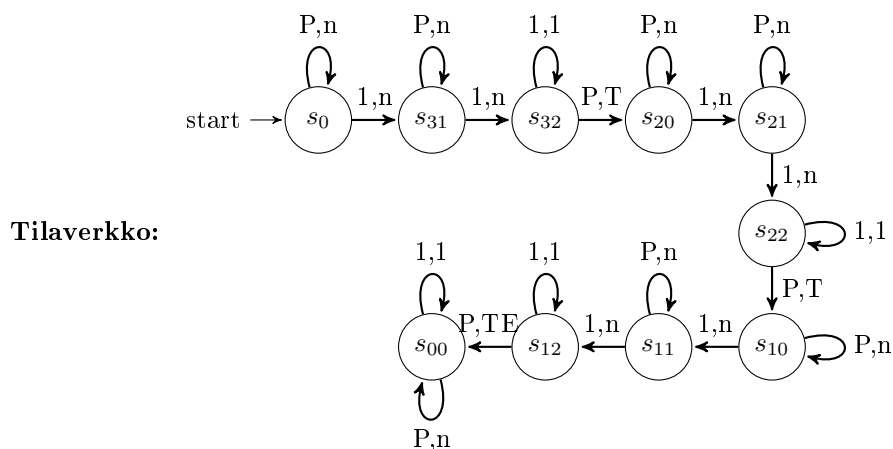 P,n P,n 1,1 P,n P,n
start s0 1,n s31 1,n s32 P,T s20 1,n s21
1,n
Tilaverkko: s22 1,1
1,1 1,1 P,n P,T
s00 P,TE s12 1,n s11 1,n s10 P,n
P,n